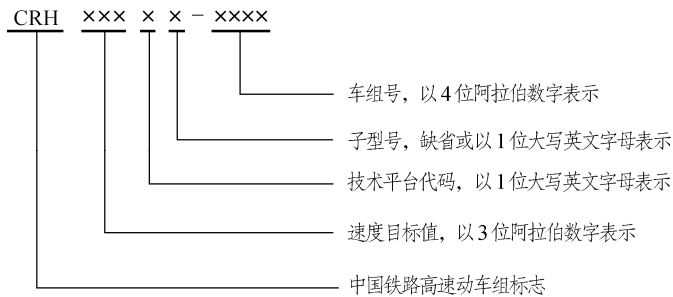 CRH ××× × × - ××××
车组号，以4位阿拉伯数字表示
子型号，缺省或以1位大写英文字母表示
技术平台代码，以1位大写英文字母表示
速度目标值，以3位阿拉伯数字表示
中国铁路高速动车组标志